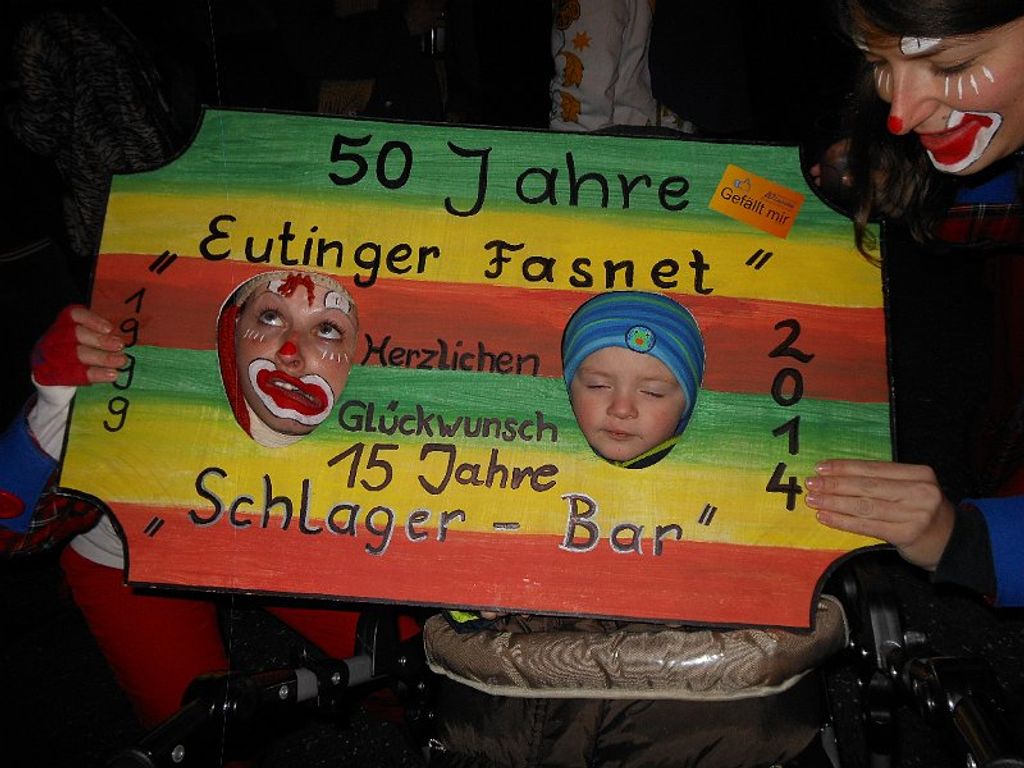 50 Jahre
Gefällt mir
" Eutinger Fasnet "
1999
2014
Herzlichen
Glückwunsch
15 Jahre
" Schlager - Bar "